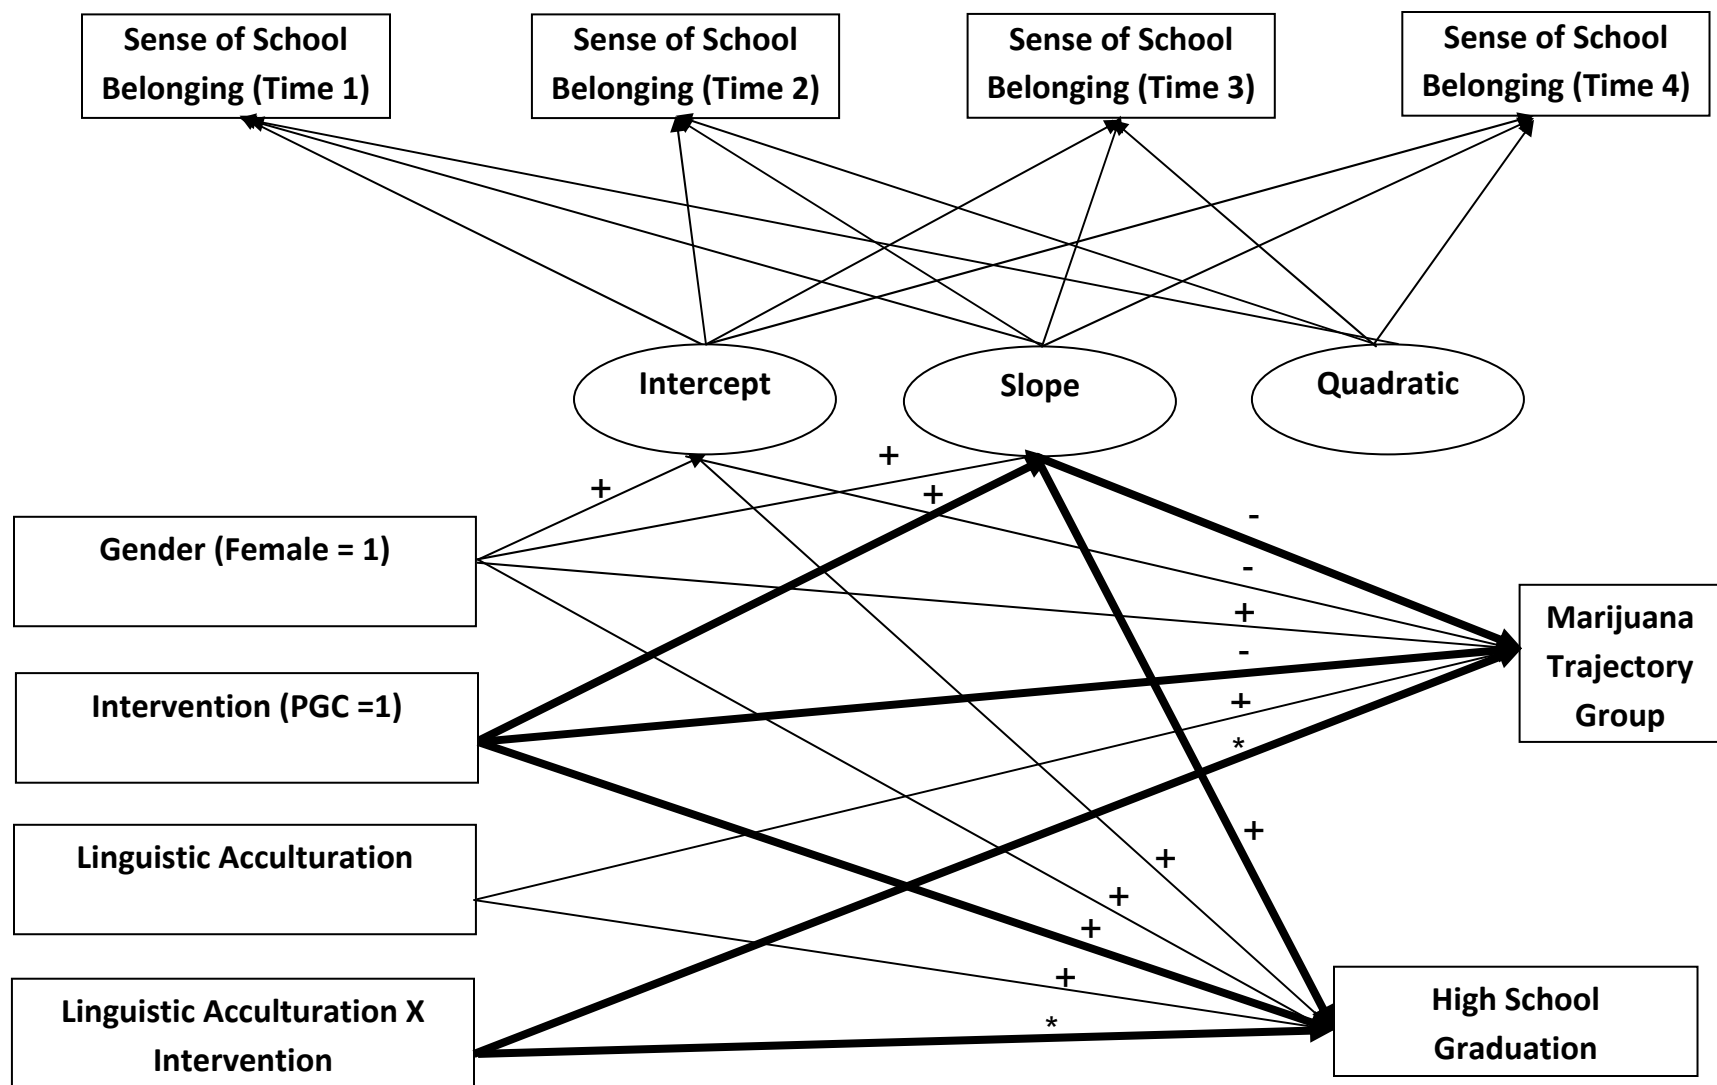 Sense of School
Belonging (Time 1)
Sense of School
Belonging (Time 2)
Sense of School
Belonging (Time 3)
Sense of School
Belonging (Time 4)
Intercept
Slope
Quadratic
+
+
+
Gender (Female = 1)
-
-
+
-
+
*
Marijuana
Trajectory
Group
Intervention (PGC =1)
Linguistic Acculturation
+
+
+
+
+
*
Linguistic Acculturation X
Intervention
High School
Graduation